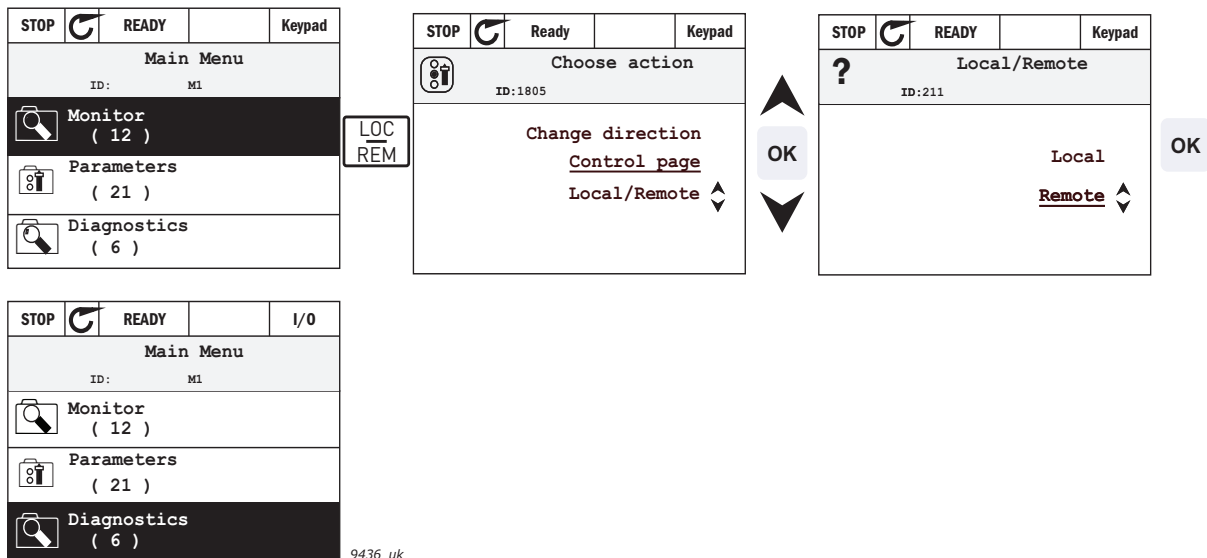 STOP READY Keypad
Main Menu
ID: M1
Monitor
( 12 )
Parameters
( 21 )
Diagnostics
( 6 )
LOC
REM
STOP Ready Keypad
Choose action
ID:1805
Change direction
Control page
Local/Remote
OK
STOP READY Keypad
? Local/Remote
ID:211
Local
Remote
OK
STOP READY I/0
Main Menu
ID: M1
Monitor
( 12 )
Parameters
( 21 )
Diagnostics
( 6 )
9436_uk